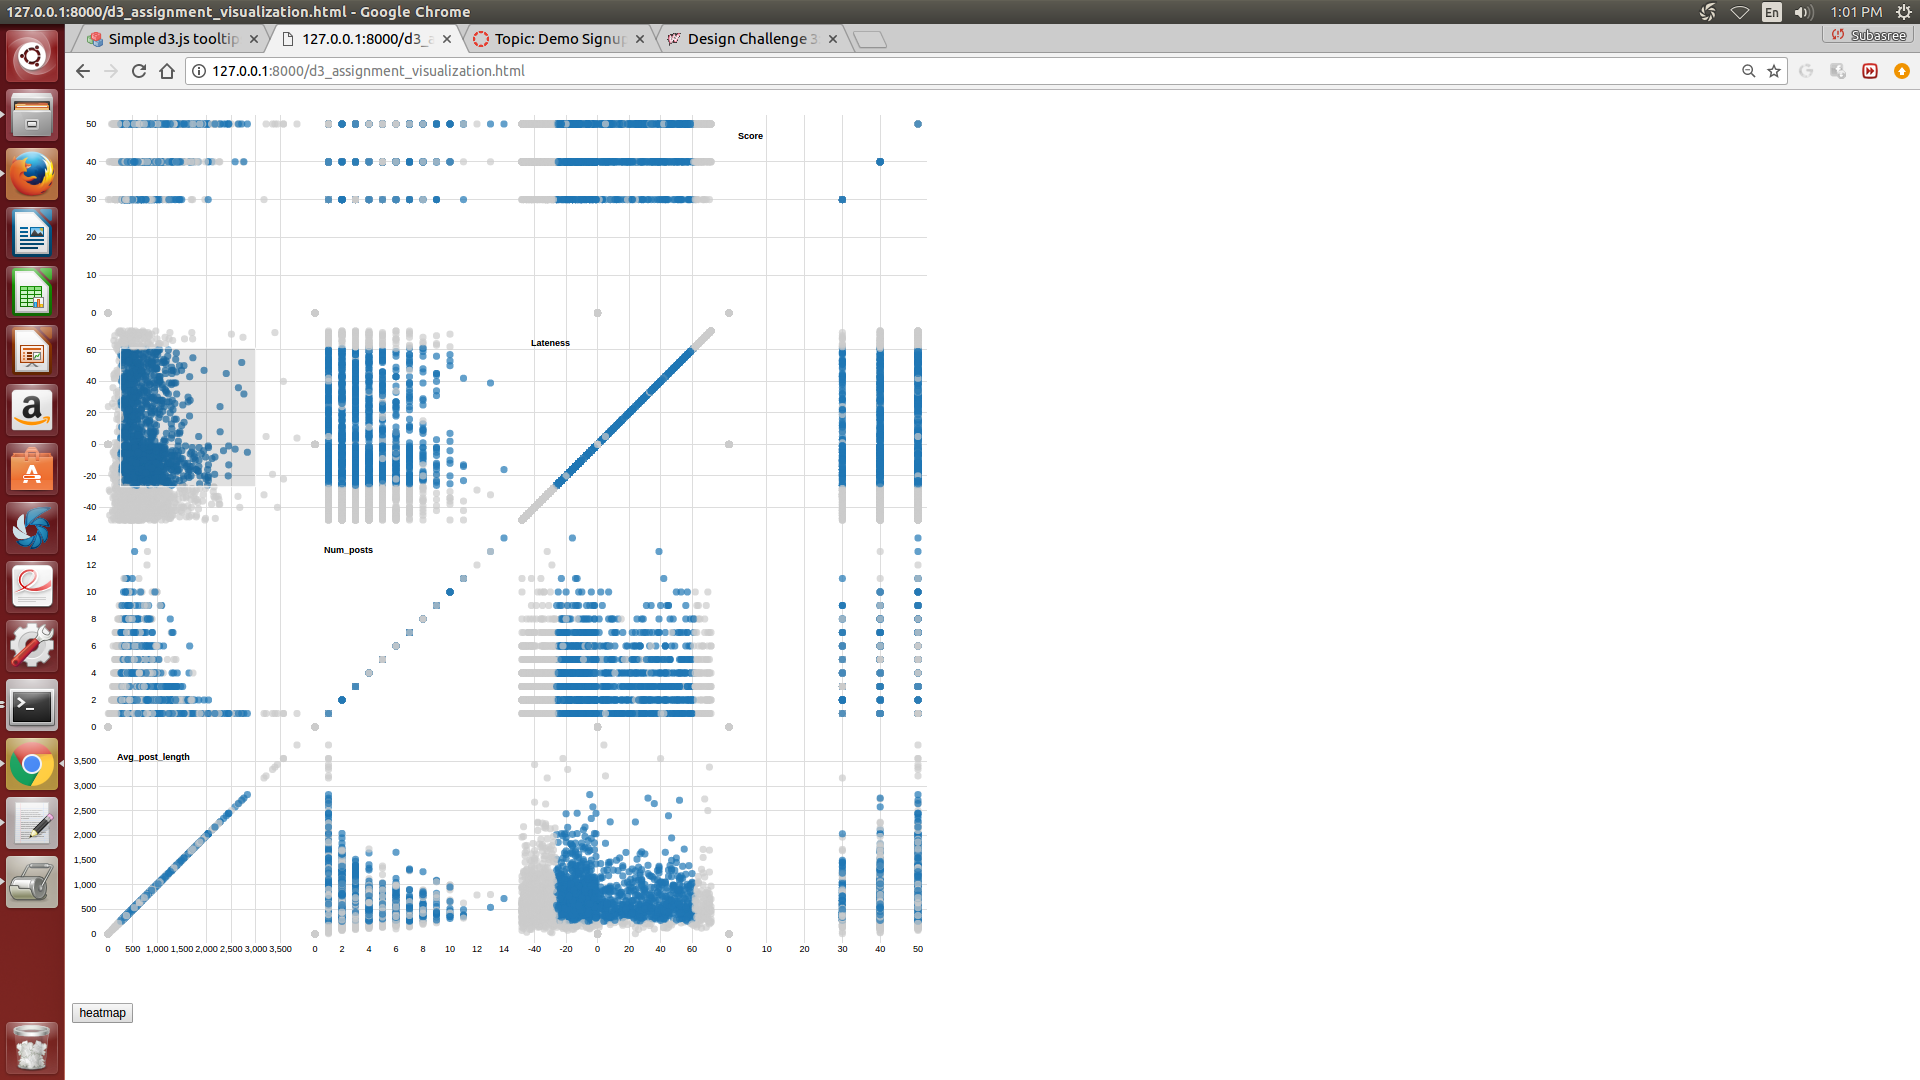 127.0.0.1:8000/d3_assignment_visualization.html - Google Chrome
En
1:01 PM
Simple d3.js tooltip
127.0.0.1:8000/d3_a
Topic: Demo Signup
Design Challenge 3
Subasree
127.0.0.1:8000/d3_assignment_visualization.html
50
Score
40
30
20
10
0
Lateness
60
40
20
0
-20
-40
14
Num_posts
12
10
8
6
4
2
0
Avg_post_length
3,500
3,000
2,500
2,000
1,500
1,000
500
0
0 500 1,000 1,500 2,000 2,500 3,000 3,500 0 2 4 6 8 10 12 14 -40 -20 0 20 40 60 0 10 20 30 40 50
heatmap